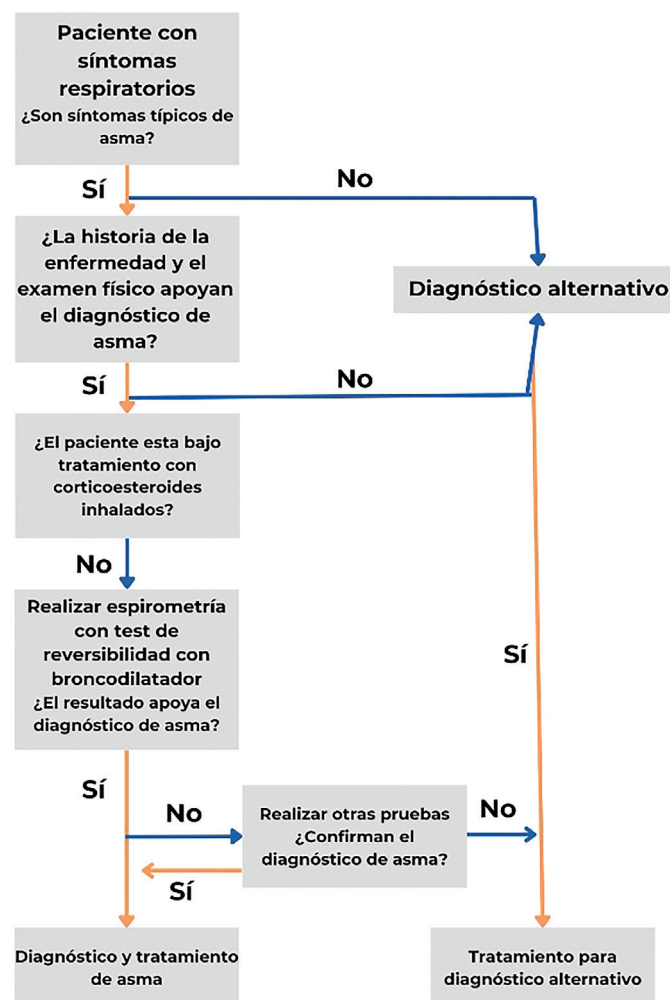 Paciente con
síntomas
respiratorios
¿Son síntomas típicos de
asma?
Sí
No
¿La historia de la
enfermedad y el
examen físico apoyan
el diagnóstico de
asma?
Diagnóstico alternativo
Sí
No
¿El paciente esta bajo
tratamiento con
corticoesteroides
inhalados?
No
Realizar espirometría
con test de
reversibilidad con
broncodilatador
¿El resultado apoya el
diagnóstico de asma?
Sí
Sí
No
Realizar otras pruebas
¿Confirman el
diagnóstico de asma?
No
Sí
Diagnóstico y tratamiento
de asma
Tratamiento para
diagnóstico alternativo